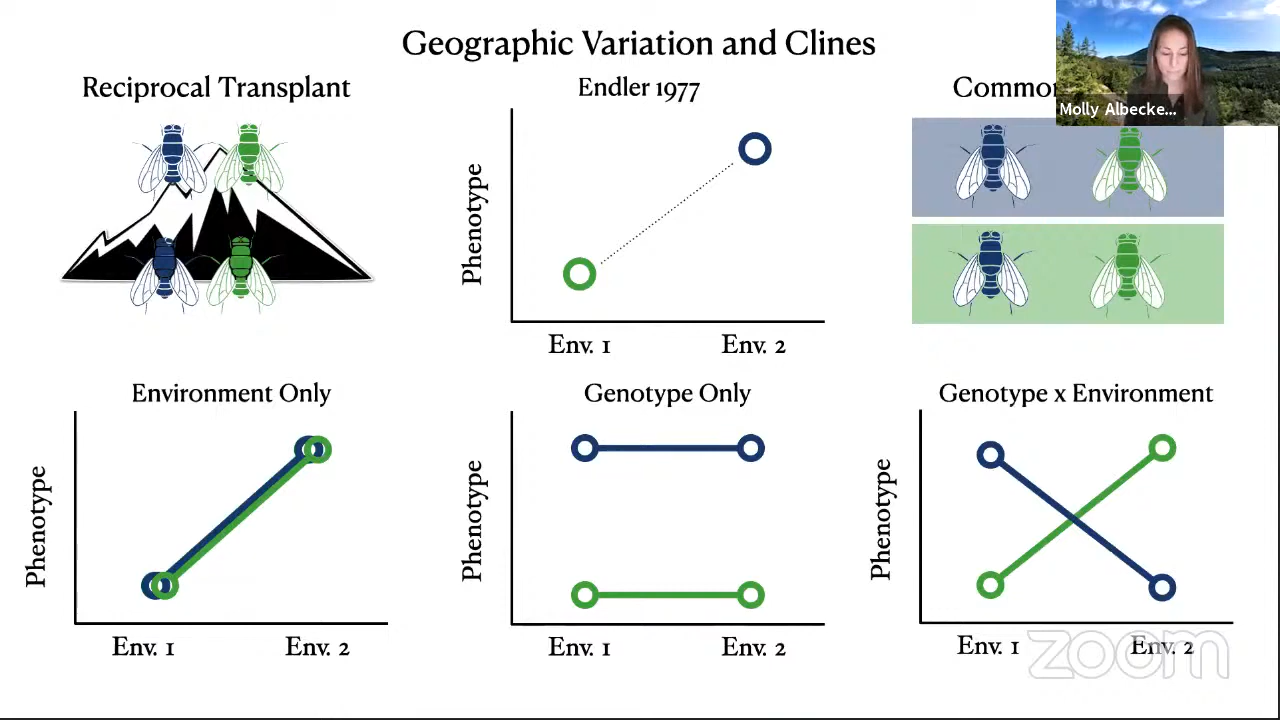 Geographic Variation and Clines
Reciprocal Transplant
Endler 1977
Molly Albecke...
Phenotype
Env. 1
Env. 2
Environment Only
Phenotype
Env. 1
Env. 2
Genotype Only
Phenotype
Env. 1
Env. 2
Genotype x Environment
Phenotype
Env. 1
Env. 2
zoom